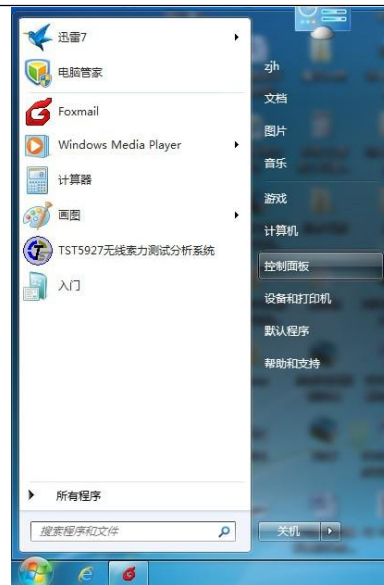 迅雷7
电脑管家
Foxmail
Windows Media Player
计算器
画图
TST5927无线索力测试分析系统
入门
所有程序
搜索程序和文件
zjh
文档
图片
音乐
游戏
计算机
控制面板
设备和打印机
默认程序
帮助和支持
关机